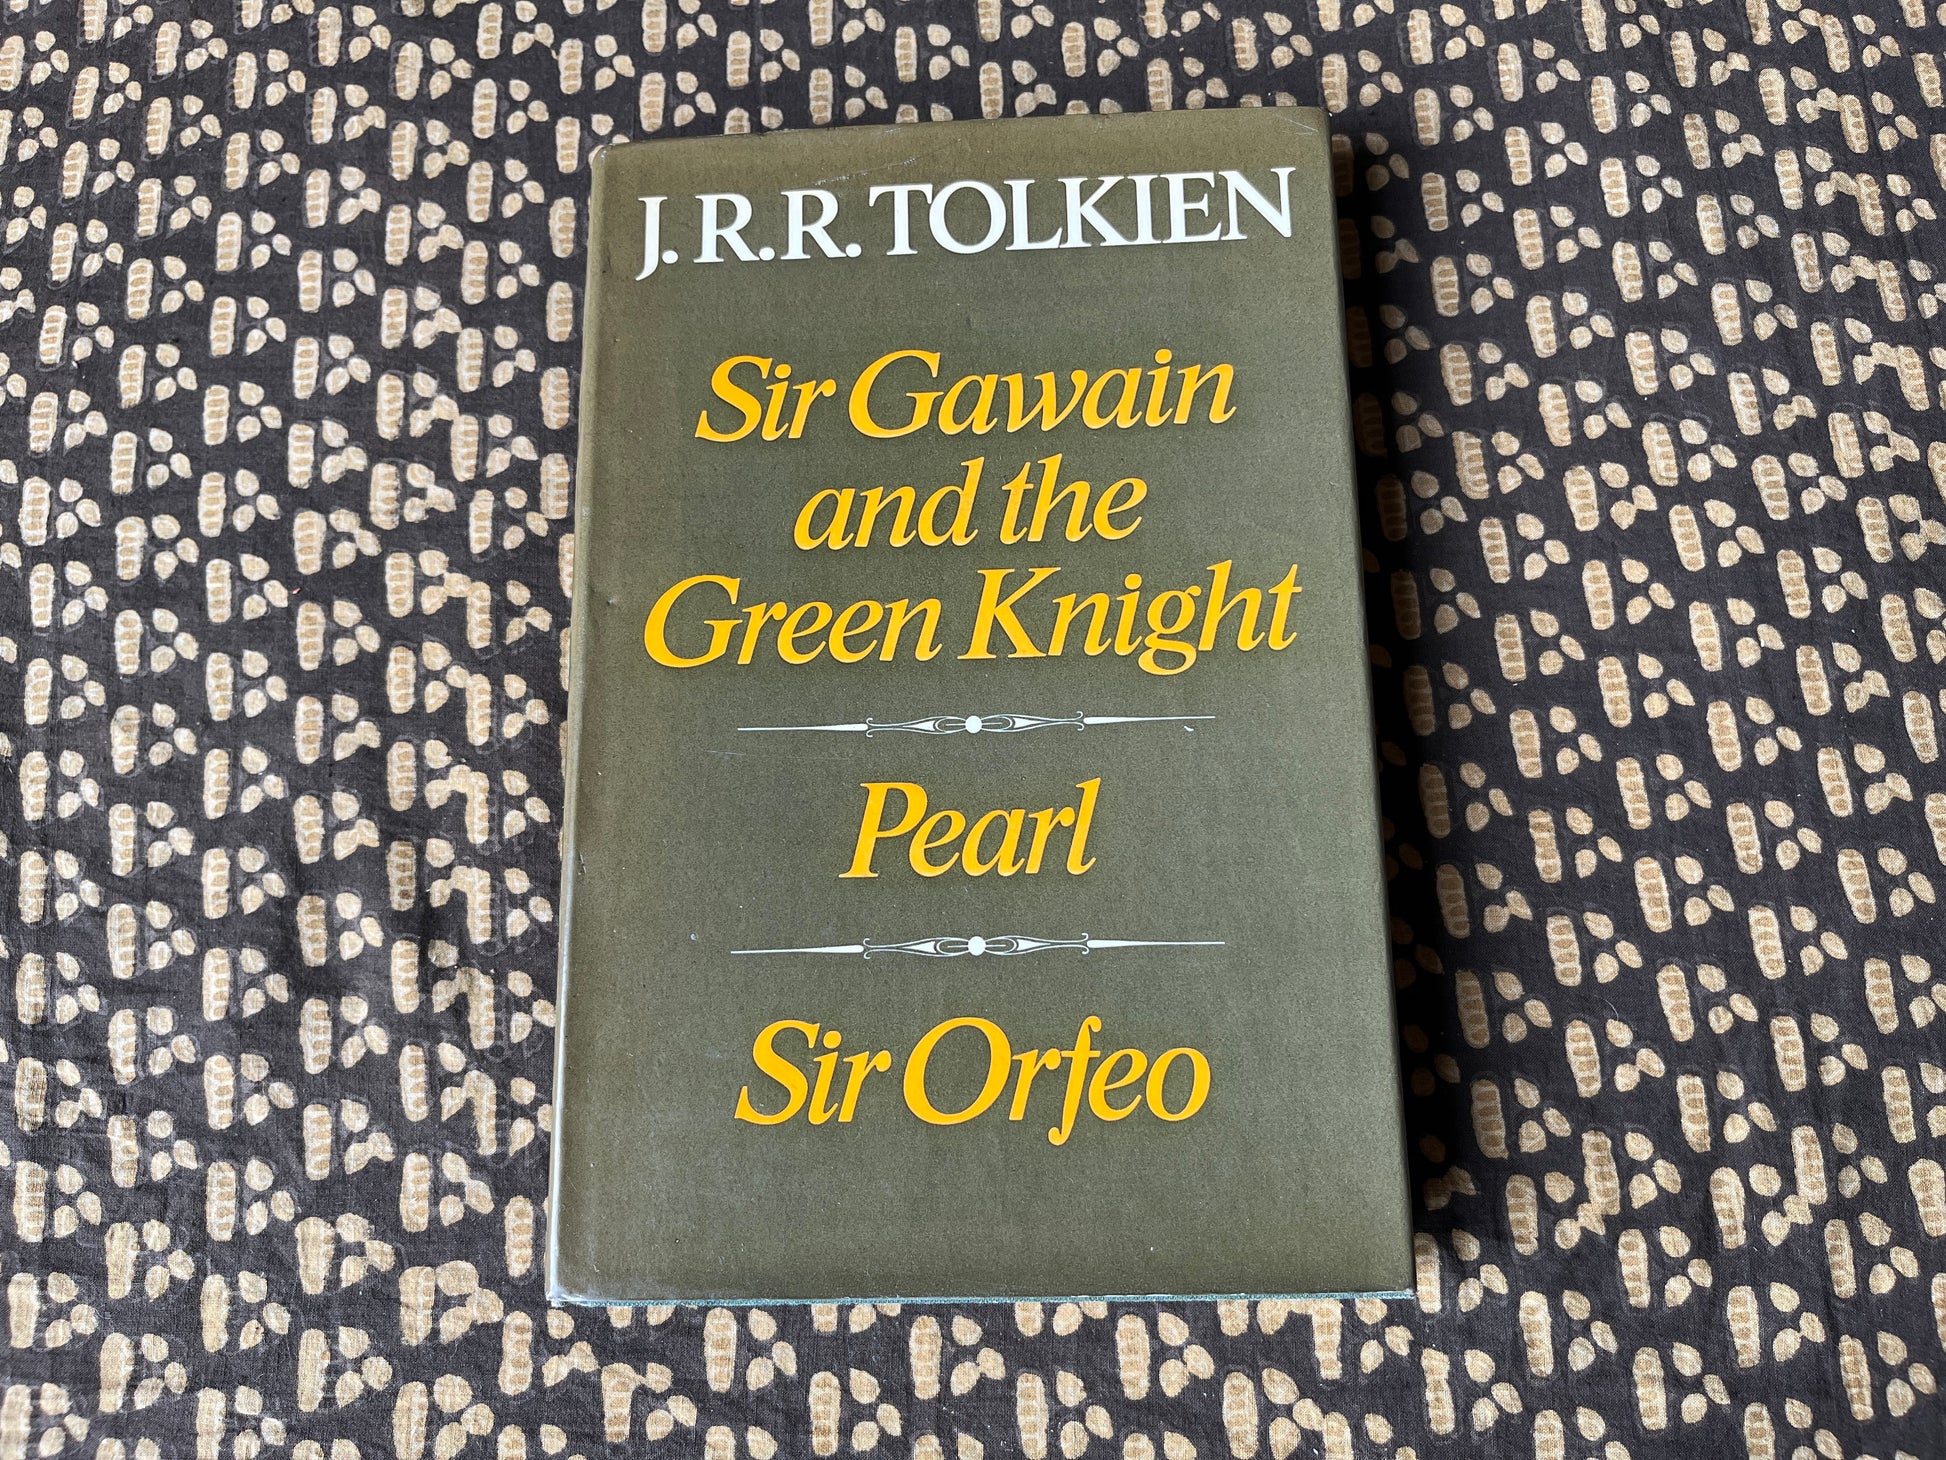 J.R.R. TOLKIEN
Sir Gawain
and the
Green Knight
Pearl
Sir Orfeo